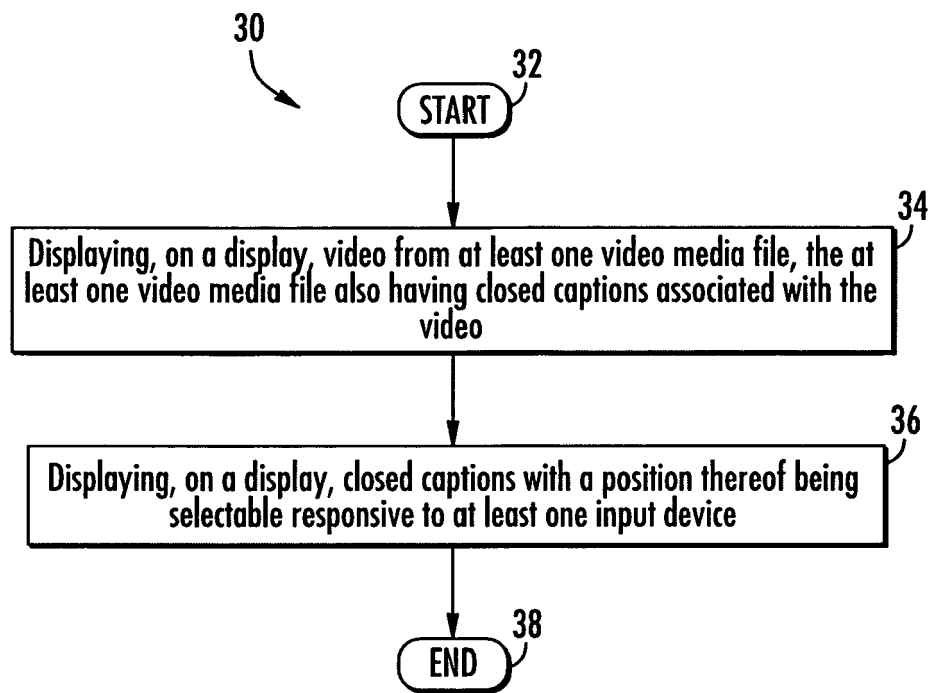 30
32
START
34
Displaying, on a display, video from at least one video media file, the at
least one video media file also having closed captions associated with the
video
36
Displaying, on a display, closed captions with a position thereof being
selectable responsive to at least one input device
38
END